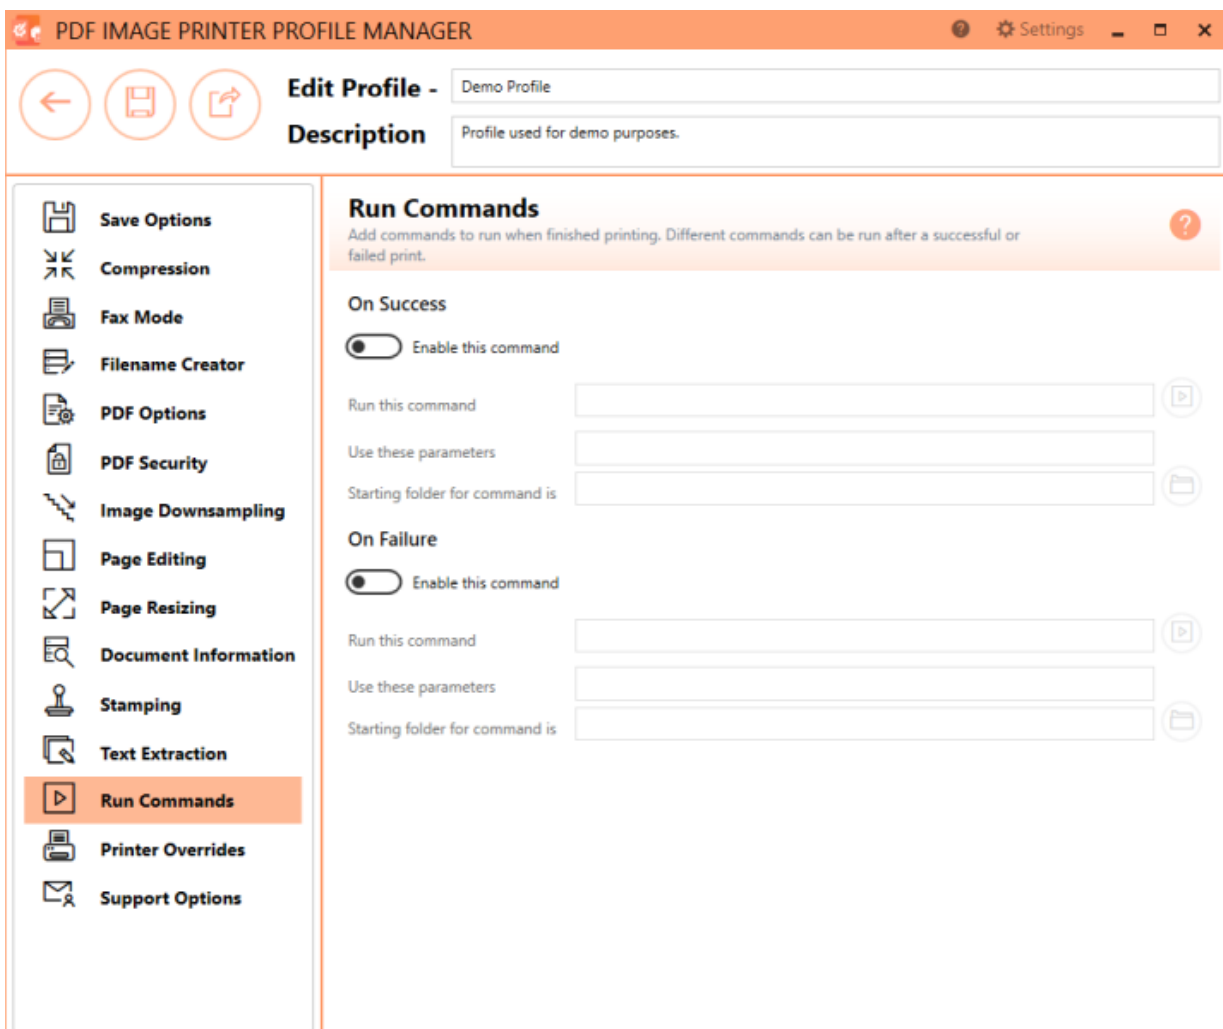 PDF IMAGE PRINTER PROFILE MANAGER
? Settings
Edit Profile - Demo Profile
Description Profile used for demo purposes.
Save Options
Compression
Fax Mode
Filename Creator
PDF Options
PDF Security
Image Downsampling
Page Editing
Page Resizing
Document Information
Stamping
Text Extraction
Run Commands
Printer Overrides
Support Options
Run Commands
?
Add commands to run when finished printing. Different commands can be run after a successful or
failed print.
On Success
Enable this command
Run this command
Use these parameters
Starting folder for command is
On Failure
Enable this command
Run this command
Use these parameters
Starting folder for command is